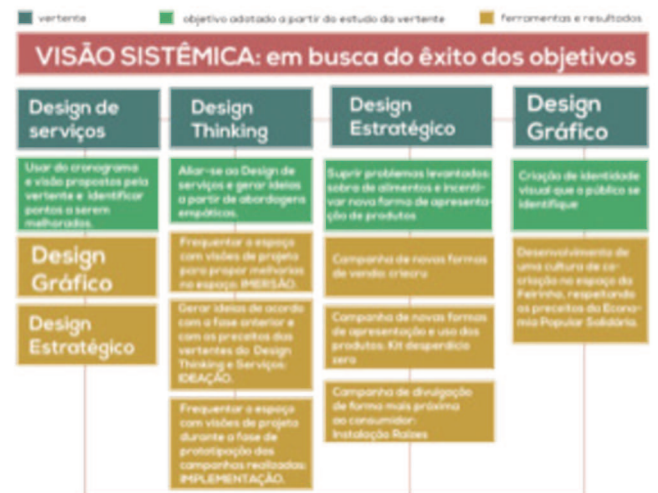 vertente
objetivo adotado a partir do estudo da vertente
ferramentas e resultados
VISÃO SISTÊMICA: em busca do êxito dos objetivos
Design de
serviços
Usar do cronograma
e visão propostas pela
vertente e identificar
pontos a serem
melhorados.
Design
Gráfico
Design
Estratégico
Design
Thinking
Aliar-se ao Design de
serviços e gerar ideias
a partir de abordagens
empáticas.
Frequentar o espaço
com visões de projeto
para propor melhorias
no espaço: IMERSÃO.
Gerar ideias de acordo
com a fase anterior e
com os preceitos das
vertentes do Design
Thinking e Serviços:
IDEAÇÃO.
Frequentar o espaço
com visões de projeto
durante a fase de
prototipação das
campanhas realizadas:
IMPLEMENTAÇÃO.
Design
Estratégico
Suprir problemas levantados:
sobra de alimentos e incenti-
var nova forma de apresenta-
ção de produtos
Campanha de novas formas
de venda:
Campanha de novas formas
de apresentação e uso dos
produtos: Kit desperdício
zero
Campanha de divulgação
de forma mais próxima
ao consumidor:
Instalação Raízes
Design
Gráfico
Criação de identidade
visual que o público se
identifique
Desenvolvimento de
uma cultura de co-
criação no espaço da
Feirinha, respeitando
os preceitos da Econo-
mia Popular Solidária.